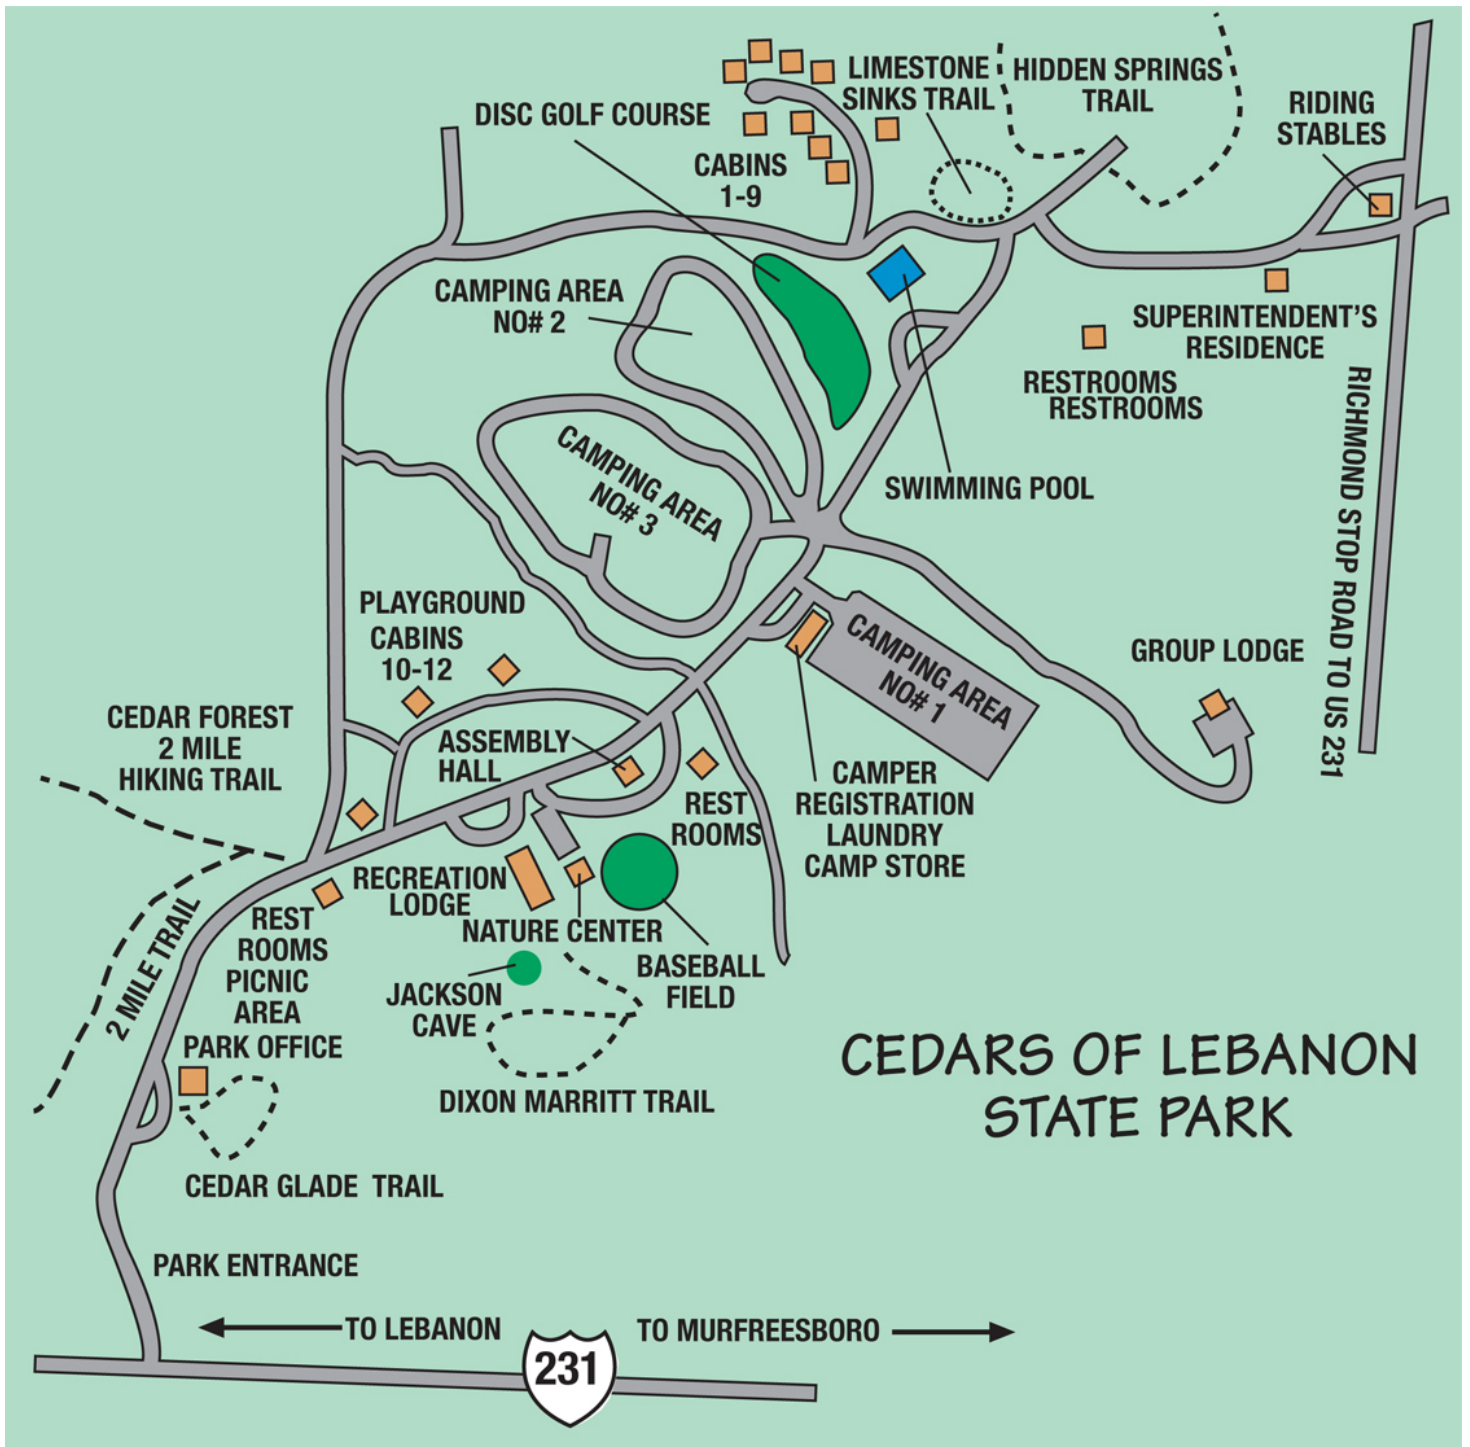 LIMESTONE
SINKS TRAIL
HIDDEN SPRINGS
TRAIL
RIDING
STABLES
DISC GOLF COURSE
CABINS
1-9
CAMPING AREA
NO# 2
SUPERINTENDENT'S
RESIDENCE
RESTROOMS
RESTROOMS
RICHMOND STOP ROAD TO US 231
CAMPING AREA
NO# 3
SWIMMING POOL
PLAYGROUND
CABINS
10-12
CAMPING AREA
NO# 1
GROUP LODGE
CEDAR FOREST
2 MILE
HIKING TRAIL
ASSEMBLY
HALL
REST
ROOMS
CAMPER
REGISTRATION
LAUNDRY
CAMP STORE
RECREATION
LODGE
NATURE CENTER
2 MILE TRAIL
REST
ROOMS
PICNIC
AREA
PARK OFFICE
JACKSON
CAVE
BASEBALL
FIELD
DIXON MARRITT TRAIL
CEDARS OF LEBANON
STATE PARK
CEDAR GLADE TRAIL
PARK ENTRANCE
TO LEBANON
TO MURFREESBORO
231